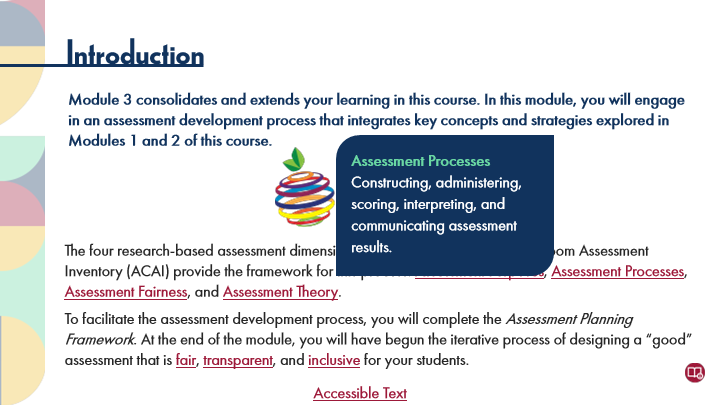 Introduction
Module 3 consolidates and extends your learning in this course. In this module, you will engage
in an assessment development process that integrates key concepts and strategies explored in
Modules 1 and 2 of this course.
Assessment Processes
Constructing, administering,
scoring, interpreting, and
communicating assessment
results.
The four research-based assessment Assessment
Inventory (ACAI) provide the framework for , Assessment Processes,
Assessment Fairness, and Assessment Theory.
To facilitate the assessment development process, you will complete the Assessment Planning
Framework. At the end of the module, you will have begun the iterative process of designing a “good”
assessment that is fair, transparent, and inclusive for your students.
Accessible Text